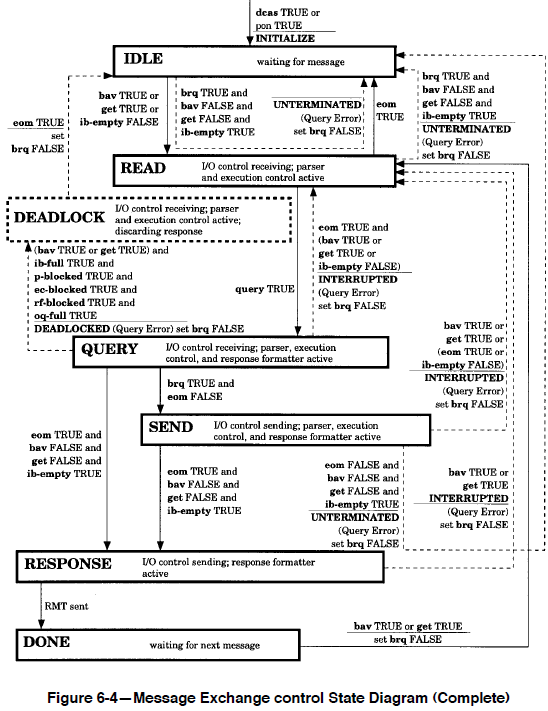 dcas TRUE or
pon TRUE
INITIALIZE
IDLE
waiting for message
bav TRUE or
get TRUE or
ib-empty FALSE
brq TRUE and
bav FALSE and
get FALSE and
ib-empty TRUE
UNTERMINATED
(Query Error)
set brq FALSE
eom
TRUE
brq TRUE and
bav FALSE and
get FALSE and
ib-empty TRUE
UNTERMINATED
(Query Error)
set brq FALSE
eom TRUE
set
brq FALSE
READ
I/O control receiving; parser
and execution control active
DEADLOCK
I/O control receiving; parser
and execution control active;
discarding response
(bav TRUE or get TRUE) and
ib-full TRUE and
p-blocked TRUE and
ec-blocked TRUE and
rf-blocked TRUE and
oq-full TRUE
DEADLOCKED (Query Error) set brq FALSE
query TRUE
eom TRUE and
(bav TRUE or
get TRUE or
ib-empty FALSE)
INTERRUPTED
(Query Error)
set brq FALSE
QUERY
I/O control receiving; parser, execution
control, and response formatter active
brq TRUE and
eom FALSE
bav TRUE or
get TRUE or
(eom TRUE or
ib-empty FALSE)
INTERRUPTED
(Query Error)
set brq FALSE
SEND
I/O control sending; parser, execution
control, and response formatter active
eom TRUE and
bav FALSE and
get FALSE and
ib-empty TRUE
eom TRUE and
bav FALSE and
get FALSE and
ib-empty TRUE
eom FALSE and
bav FALSE and
get FALSE and
ib-empty TRUE
UNTERMINATED
(Query Error)
set brq FALSE
bav TRUE or
get TRUE
INTERRUPTED
(Query Error)
set brq FALSE
RESPONSE
I/O control sending; response formatter
active
RMT sent
DONE
waiting for next message
bav TRUE or get TRUE
set brq FALSE
Figure 6-4—Message Exchange control State Diagram (Complete)